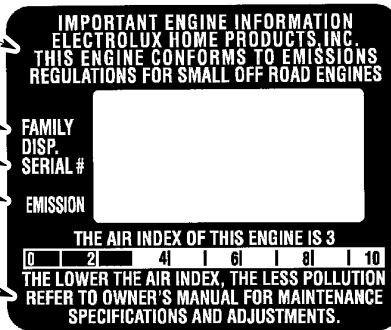 IMPORTANT ENGINE INFORMATION
ELECTROLUX HOME PRODUCTS, INC.
THIS ENGINE CONFORMS TO EMISSIONS
REGULATIONS FOR SMALL OFF ROAD ENGINES
FAMILY
DISP.
SERIAL #
EMISSION
THE AIR INDEX OF THIS ENGINE IS 3
0 2 4 6 8 10
THE LOWER THE AIR INDEX, THE LESS POLLUTION
REFER TO OWNER'S MANUAL FOR MAINTENANCE
SPECIFICATIONS AND ADJUSTMENTS.